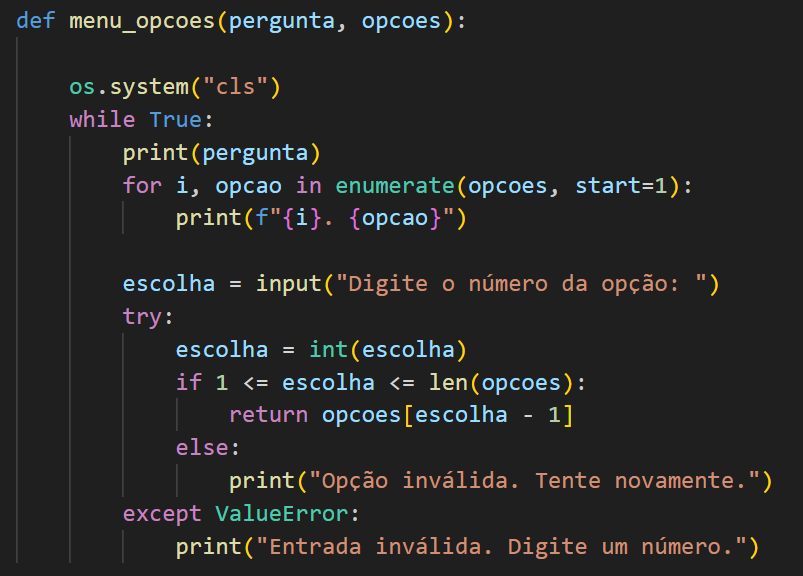 def menu_opcoes(pergunta, opcoes):
os.system("cls")
while True:
print(pergunta)
for i, opcao in enumerate(opcoes, start=1):
print(f"{i}. {opcao}")
escolha = input("Digite o número da opção: ")
try:
escolha = int(escolha)
if 1 <= escolha <= len(opcoes):
return opcoes[escolha - 1]
else:
print("Opção inválida. Tente novamente.")
except ValueError:
print("Entrada inválida. Digite um número.")